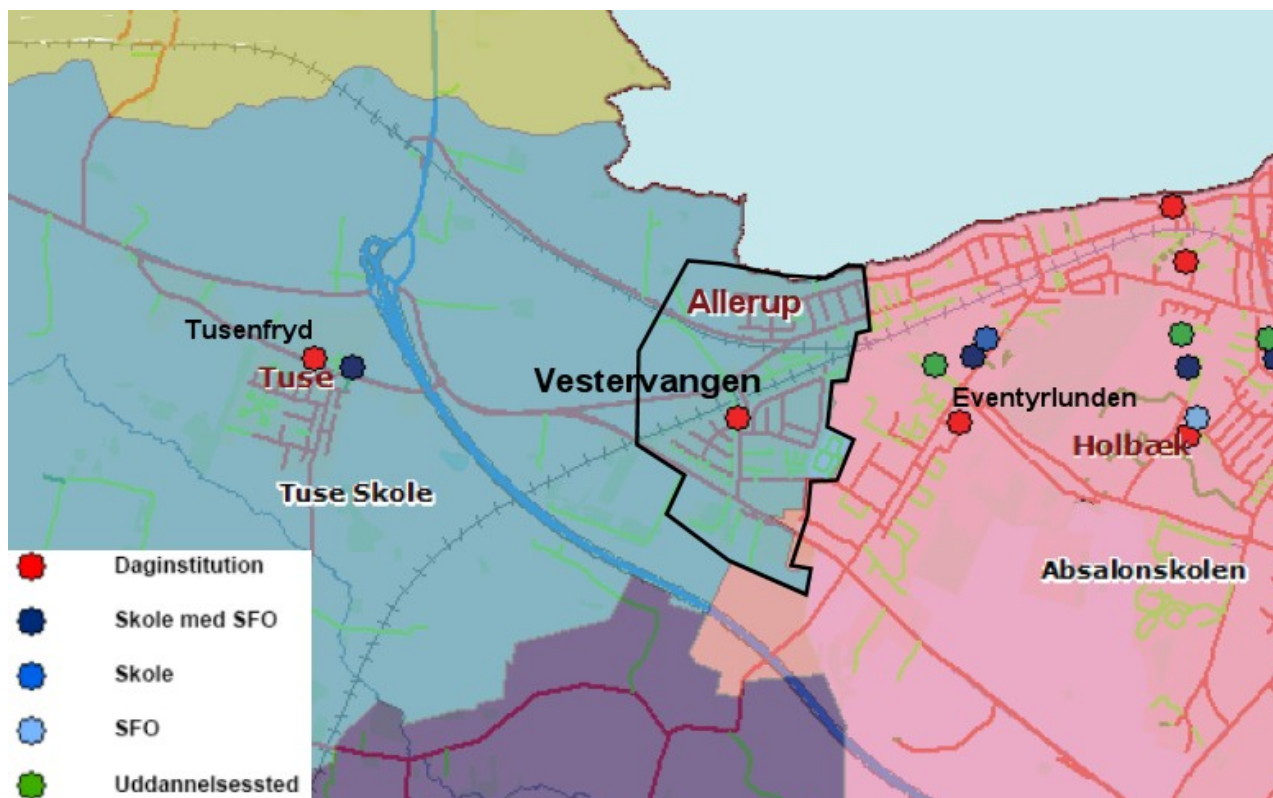 Allerup
Tusenfryd
Tuse
Vestervangen
Eventyrlunden
Holbæk
Tuse Skole
Absalonskolen
Daginstitution
Skole med SFO
Skole
SFO
Uddannelsessted